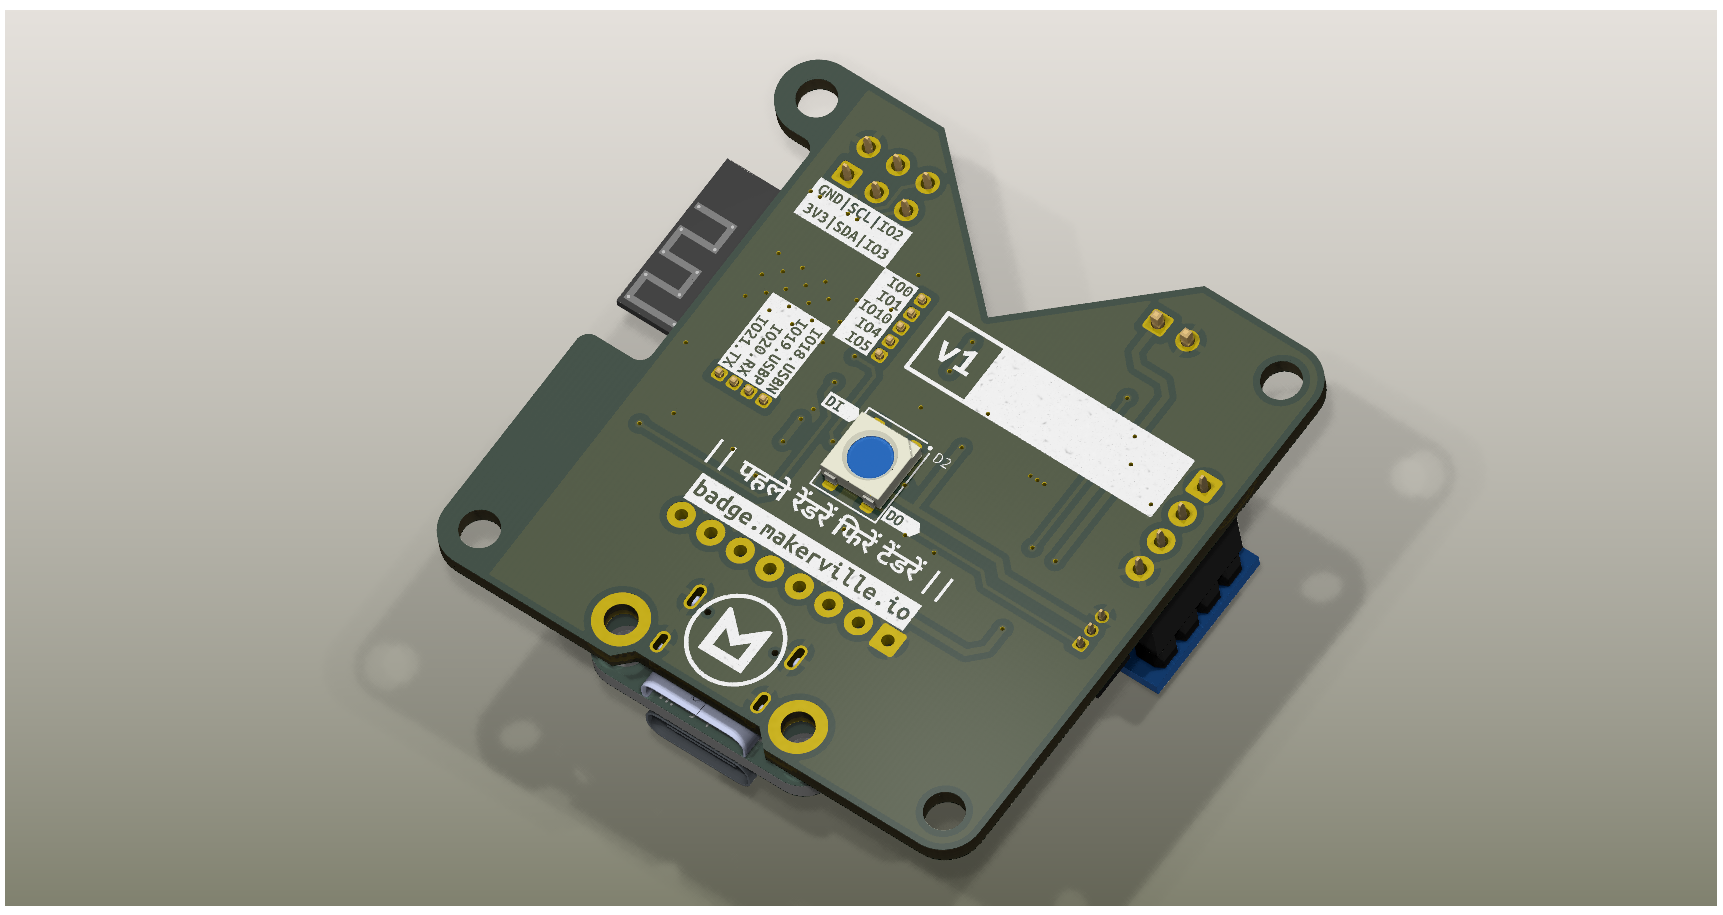 GND|SCL|IO2
3V3|SDA|IO3
IO0
IO1
IO10
IO4
IO5
IO18.USBN
IO19.USBP
IO20.RX
IO21.TX
v1
DI
D2
DO
|| पहले रेंडरें फिरें टेंडरें ||
badge.makerville.io